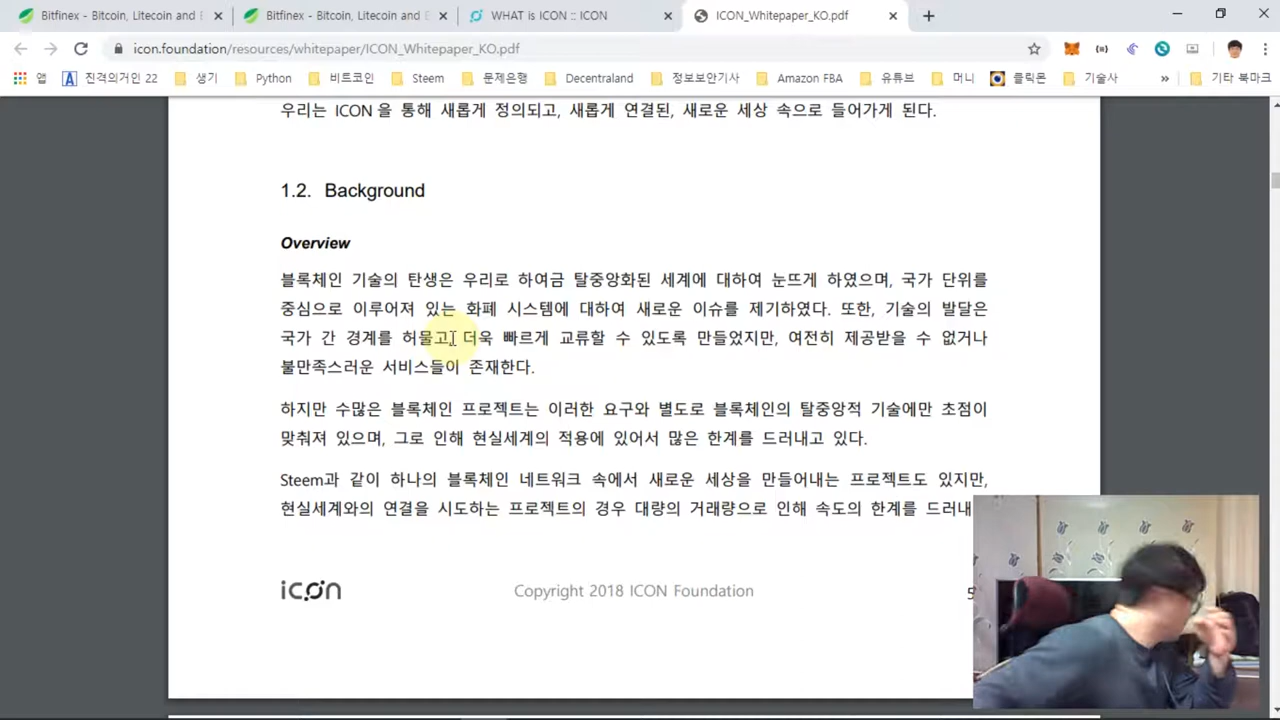 Bitfinex - Bitcoin, Litecoin and E
Bitfinex - Bitcoin, Litecoin and E
WHAT is ICON :: ICON
ICON_Whitepaper_KO.pdf
icon.foundation/resources/whitepaper/ICON_Whitepaper_KO.pdf
앱 진격의거인 22 생기 Python 비트코인 Steem 문제은행 Decentraland 정보보안기사 Amazon FBA 유튜브 머니 클릭몬 기술사 » 기타 북마크
우리는 ICON 을 통해 새롭게 정의되고, 새롭게 연결된, 새로운 세상 속으로 들어가게 된다.
1.2. Background
Overview
블록체인 기술의 탄생은 우리로 하여금 탈중앙화된 세계에 대하여 눈뜨게 하였으며, 국가 단위를
중심으로 이루어져 있는 화폐 시스템에 대하여 새로운 이슈를 제기하였다. 또한, 기술의 발달은
국가 간 경계를 허물고 더욱 빠르게 교류할 수 있도록 만들었지만, 여전히 제공받을 수 없거나
불만족스러운 서비스들이 존재한다.
하지만 수많은 블록체인 프로젝트는 이러한 요구와 별도로 블록체인의 탈중앙적 기술에만 초점이
맞춰져 있으며, 그로 인해 현실세계의 적용에 있어서 많은 한계를 드러내고 있다.
Steem과 같이 하나의 블록체인 네트워크 속에서 새로운 세상을 만들어내는 프로젝트도 있지만,
현실세계와의 연결을 시도하는 프로젝트의 경우 대량의 거래량으로 인해 속도의 한계를 드러내
icon
Copyright 2018 ICON Foundation
5